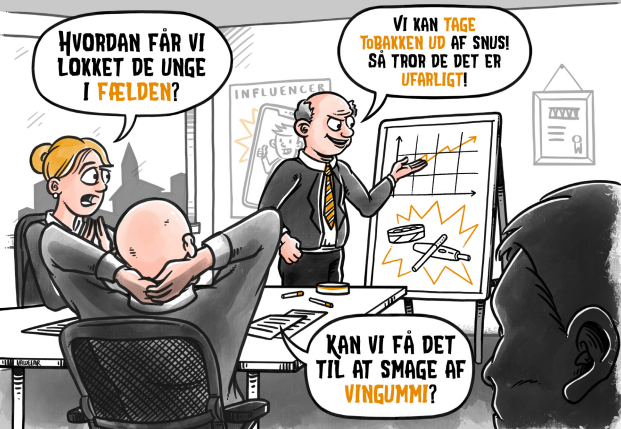 HVORDAN FÅR VI
LOKKET DE UNGE
I FÆLDEN?
VI KAN TAGE
TOBAKKEN UD AF SNUS!
SÅ TROR DE DET ER
UFARLIGT!
INFLUENCER
KAN VI FÅ DET
TIL AT SMAGE AF
VINGUMMI?